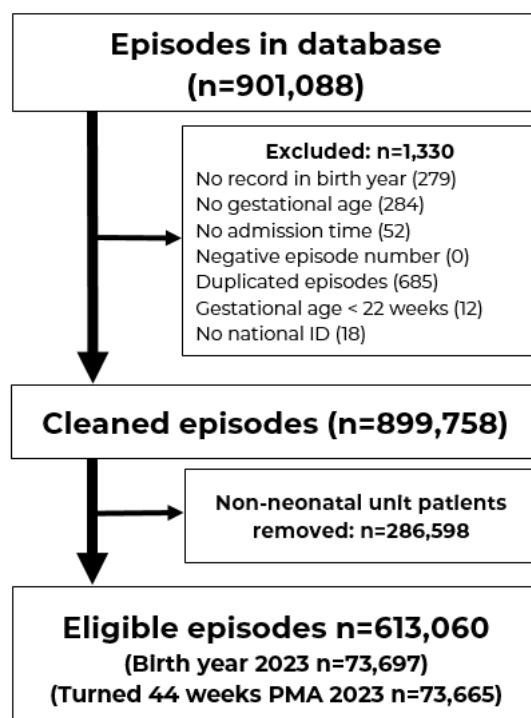 Episodes in database
(n=901,088)
Excluded: n=1,330
No record in birth year (279)
No gestational age (284)
No admission time (52)
Negative episode number (0)
Duplicated episodes (685)
Gestational age < 22 weeks (12)
No national ID (18)
Cleaned episodes (n=899,758)
Non-neonatal unit patients
removed: n=286,598
Eligible episodes n=613,060
(Birth year 2023 n=73,697)
(Turned 44 weeks PMA 2023 n=73,665)